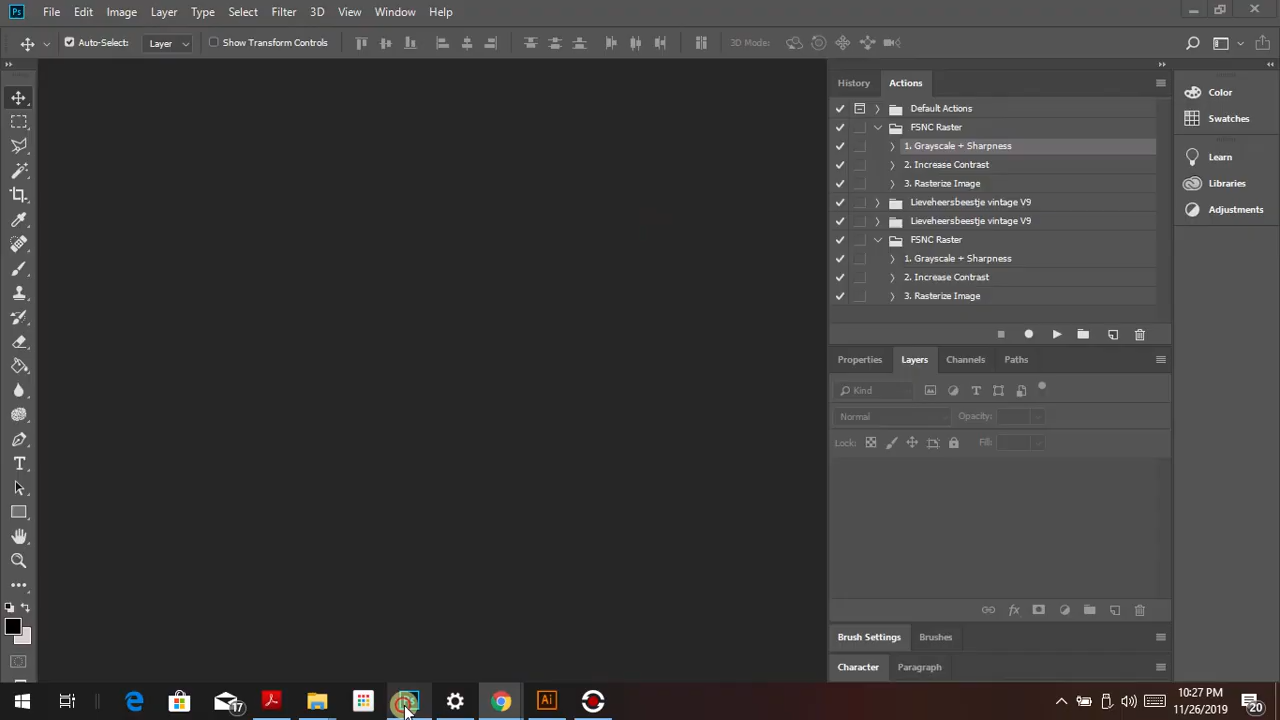 Ps File Edit Image Layer Type Select Filter 3D View Window Help
Auto-Select: Layer Show Transform Controls 3D Mode:
History Actions
Default Actions
FSNC Raster
1. Grayscale + Sharpness
2. Increase Contrast
3. Rasterize Image
Lieveheersbeestje vintage V9
Lieveheersbeestje vintage V9
FSNC Raster
1. Grayscale + Sharpness
2. Increase Contrast
3. Rasterize Image
Color
Swatches
Learn
Libraries
Adjustments
Properties Layers Channels Paths
Kind
Normal Opacity:
Lock: Fill:
Brush Settings Brushes
Character Paragraph
17 Ai
10:27 PM
11/26/2019 20